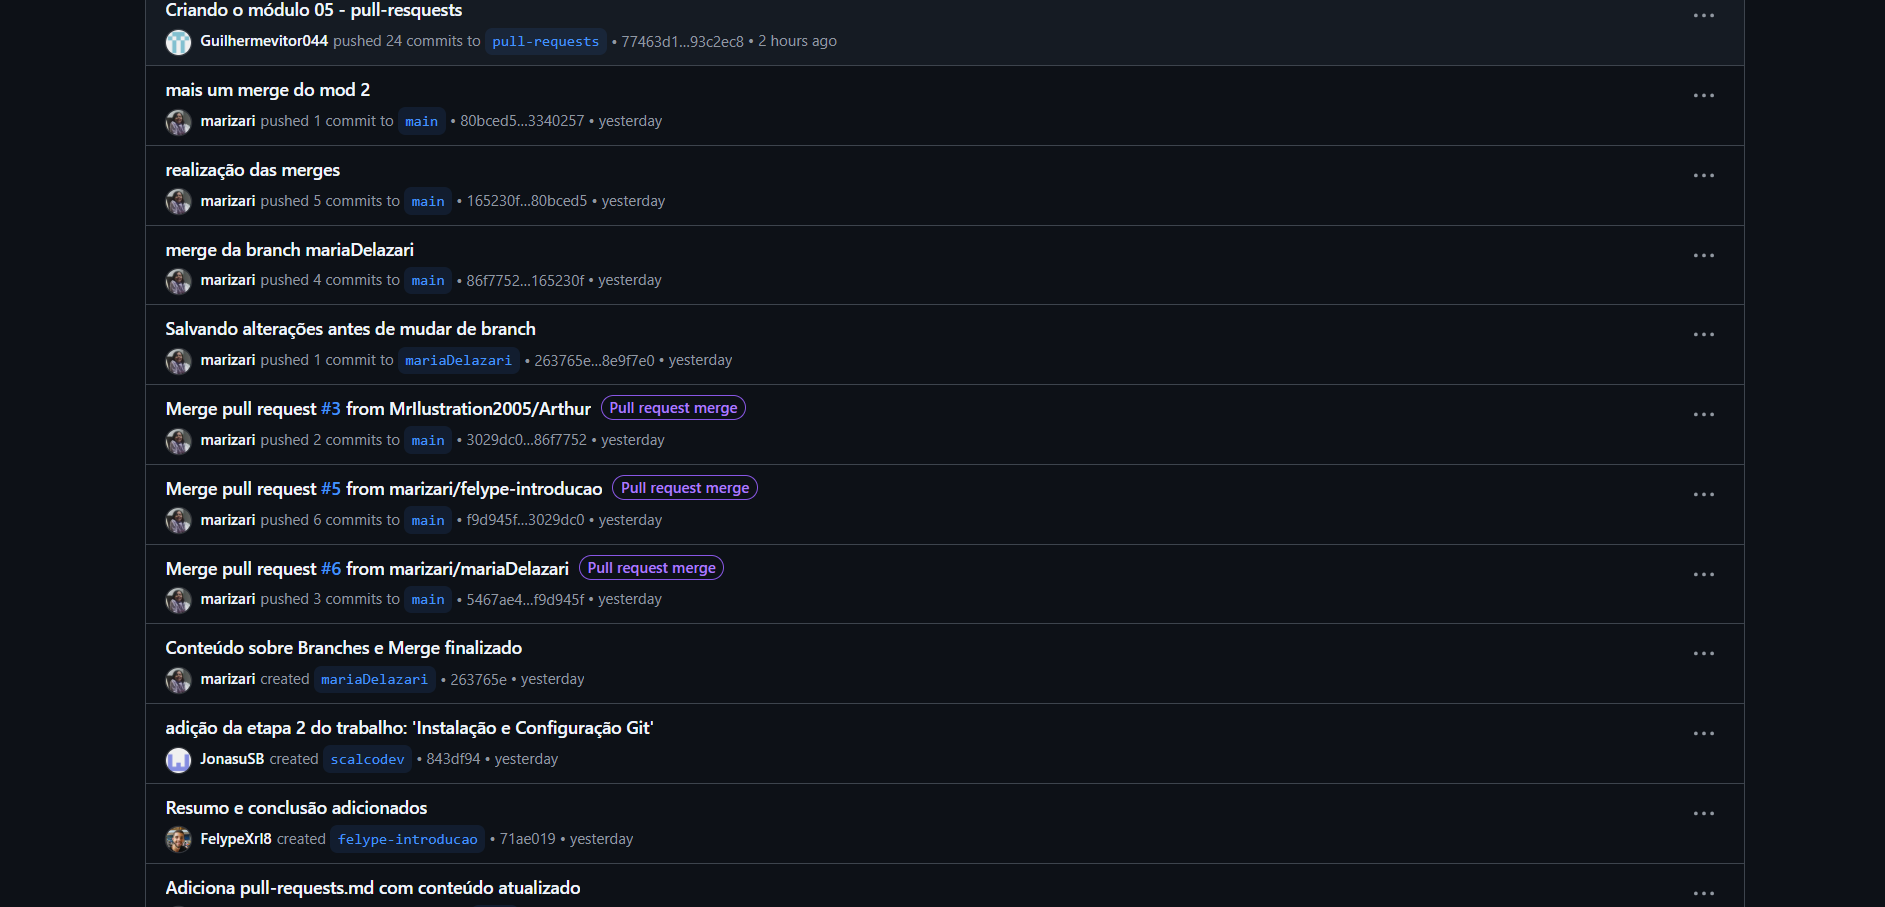 Criando o módulo 05 - pull-resquests
Guilhermevitor044 pushed 24 commits to pull-requests • 77463d1...93c2ec8 • 2 hours ago
mais um merge do mod 2
marizari pushed 1 commit to main • 80bced5...3340257 • yesterday
realização das merges
marizari pushed 5 commits to main • 165230f...80bced5 • yesterday
merge da branch mariaDelazari
marizari pushed 4 commits to main • 86f7752...165230f • yesterday
Salvando alterações antes de mudar de branch
marizari pushed 1 commit to mariaDelazari • 263765e...8e9f7e0 • yesterday
Merge pull request #3 from MrIlustration2005/Arthur Pull request merge
marizari pushed 2 commits to main • 3029dc0...86f7752 • yesterday
Merge pull request #5 from marizari/felype-introducao Pull request merge
marizari pushed 6 commits to main • f9d945f...3029dc0 • yesterday
Merge pull request #6 from marizari/mariaDelazari Pull request merge
marizari pushed 3 commits to main • 5467ae4...f9d945f • yesterday
Conteúdo sobre Branches e Merge finalizado
marizari created mariaDelazari • 263765e • yesterday
adição da etapa 2 do trabalho: 'Instalação e Configuração Git'
JonasuSB created scalcodev • 843df94 • yesterday
Resumo e conclusão adicionados
FelypeXrl8 created felype-introducao • 71ae019 • yesterday
Adiciona pull-requests.md com conteúdo atualizado